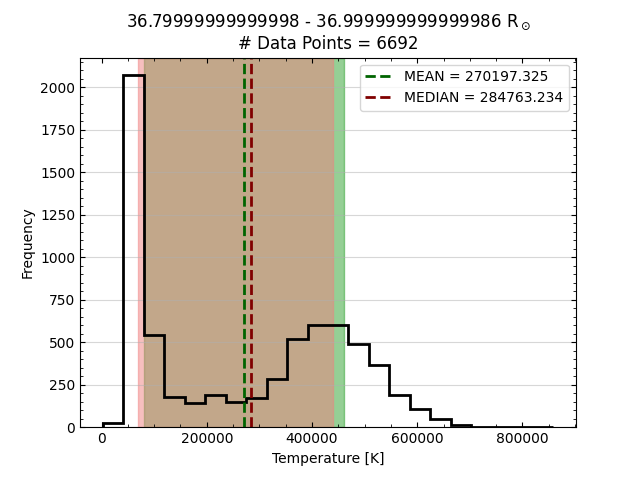 36.79999999999998 - 36.999999999999986 R⊙
# Data Points = 6692
MEAN = 270197.325
MEDIAN = 284763.234
Frequency
2000
1750
1500
1250
1000
750
500
250
0
0 200000 400000 600000 800000
Temperature [K]